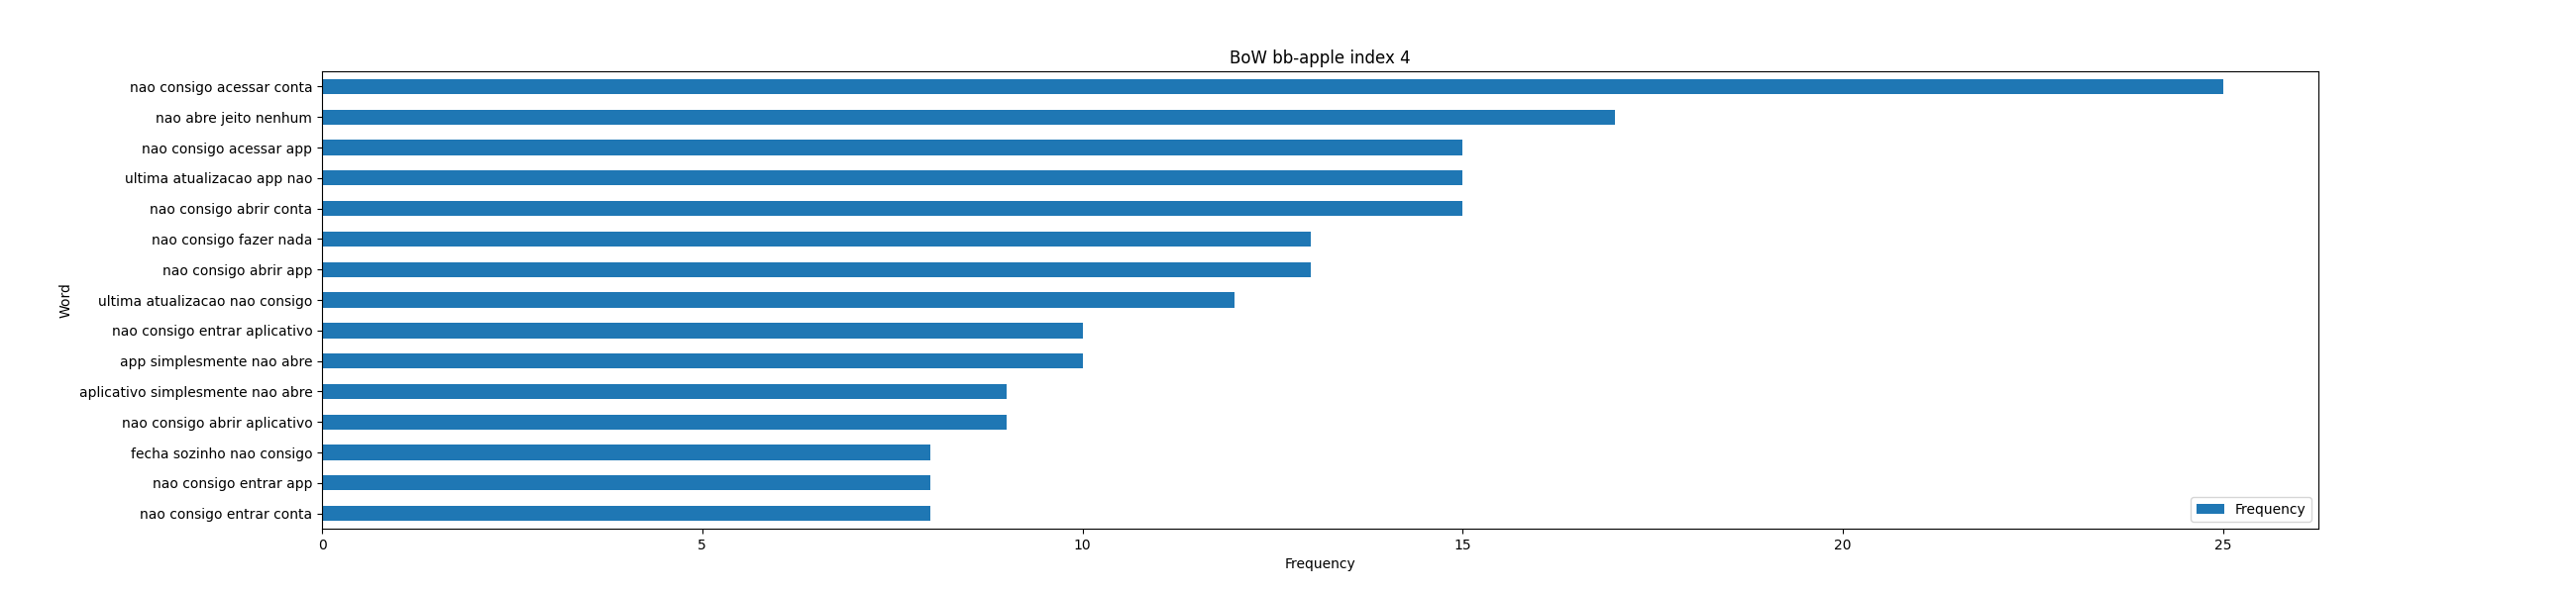 BoW bb-apple index 4
nao consigo acessar conta
nao abre jeito nenhum
nao consigo acessar app
ultima atualizacao app nao
nao consigo abrir conta
nao consigo fazer nada
nao consigo abrir app
ultima atualizacao nao consigo
nao consigo entrar aplicativo
app simplesmente nao abre
aplicativo simplesmente nao abre
nao consigo abrir aplicativo
fecha sozinho nao consigo
nao consigo entrar app
nao consigo entrar conta
Word
Frequency
0 5 10 15 20 25
Frequency